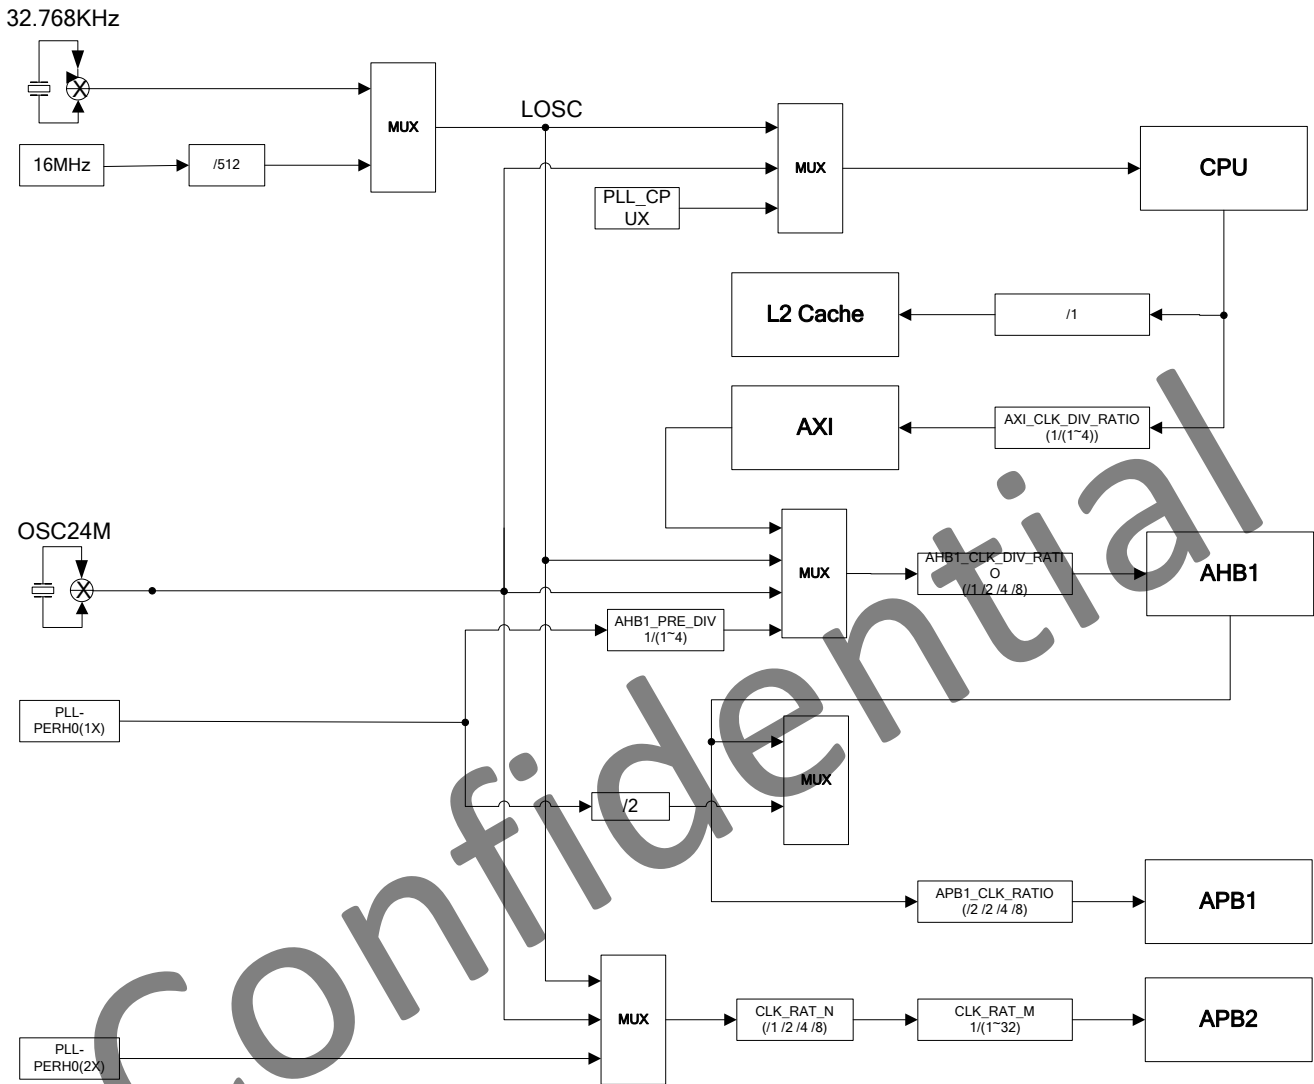 32.768KHz
MUX
LOSC
16MHz
/512
MUX
CPU
PLL_CP
UX
L2 Cache
/1
AXI
AXI_CLK_DIV_RATIO
(1/(1~4))
OSC24M
MUX
AHB1_CLK_DIV_RATI
O
(/1 /2 /4 /8)
AHB1
AHB1_PRE_DIV
1/(1~4)
PLL-
PERH0(1X)
MUX
/2
APB1_CLK_RATIO
(/2 /2 /4 /8)
APB1
MUX
CLK_RAT_N
(/1 /2 /4 /8)
CLK_RAT_M
1/(1~32)
APB2
PLL-
PERH0(2X)
Confidential